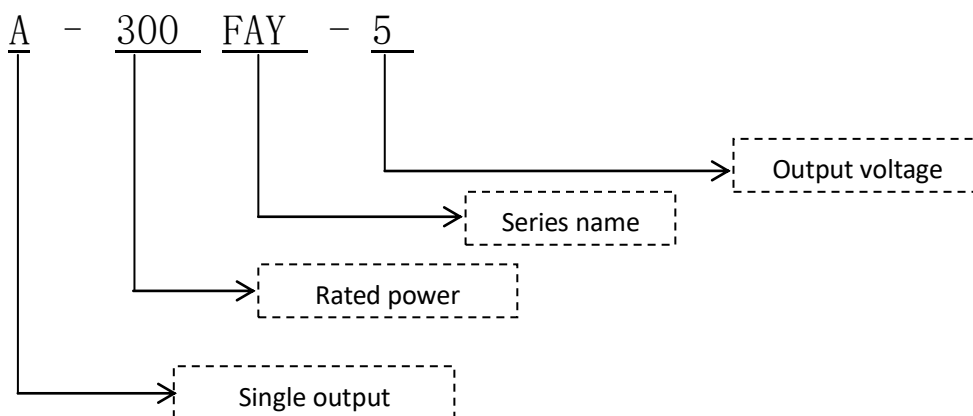 A - 300 FAY - 5
Output voltage
Series name
Rated power
Single output